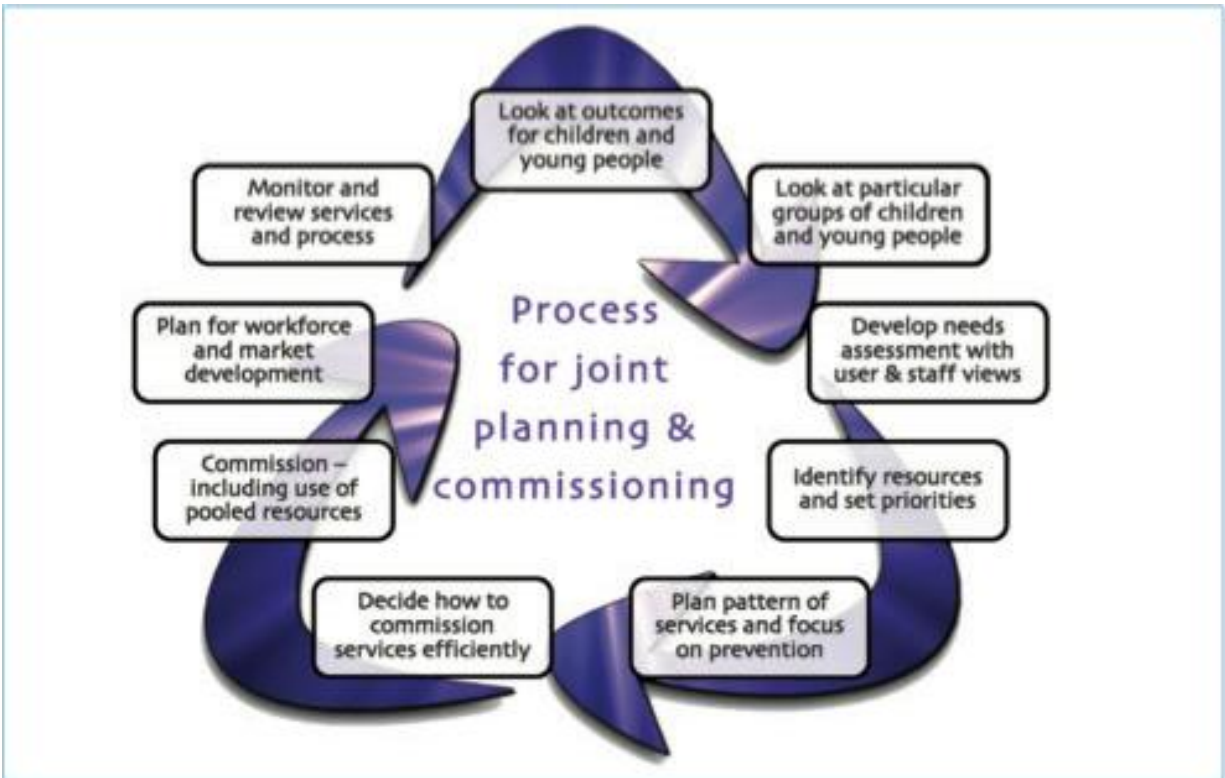 Look at outcomes
for children and
young people
Look at particular
groups of children
and young people
Develop needs
assessment with
user & staff views
Identify resources
and set priorities
Plan pattern of
services and focus
on prevention
Decide how to
commission
services efficiently
Commission –
including use of
pooled resources
Plan for workforce
and market
development
Monitor and
review services
and process
Process
for joint
planning &
commissioning